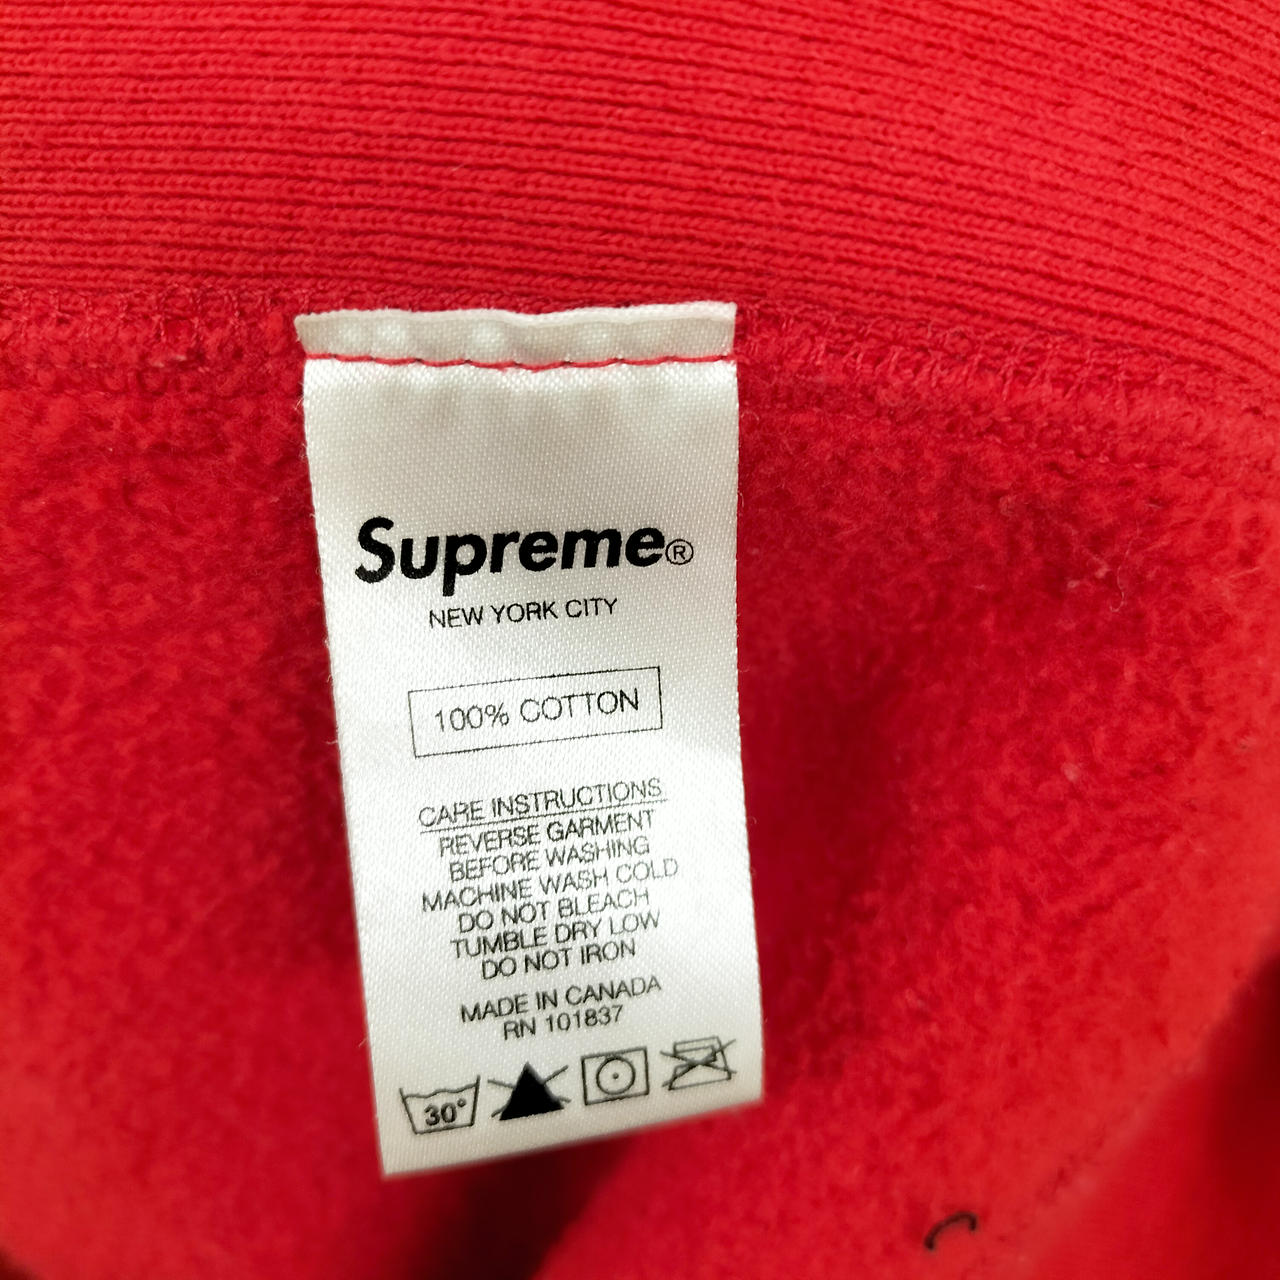 Supreme®
NEW YORK CITY
100% COTTON
CARE INSTRUCTIONS
REVERSE GARMENT
BEFORE WASHING
MACHINE WASH COLD
DO NOT BLEACH
TUMBLE DRY LOW
DO NOT IRON
MADE IN CANADA
RN 101837
30°